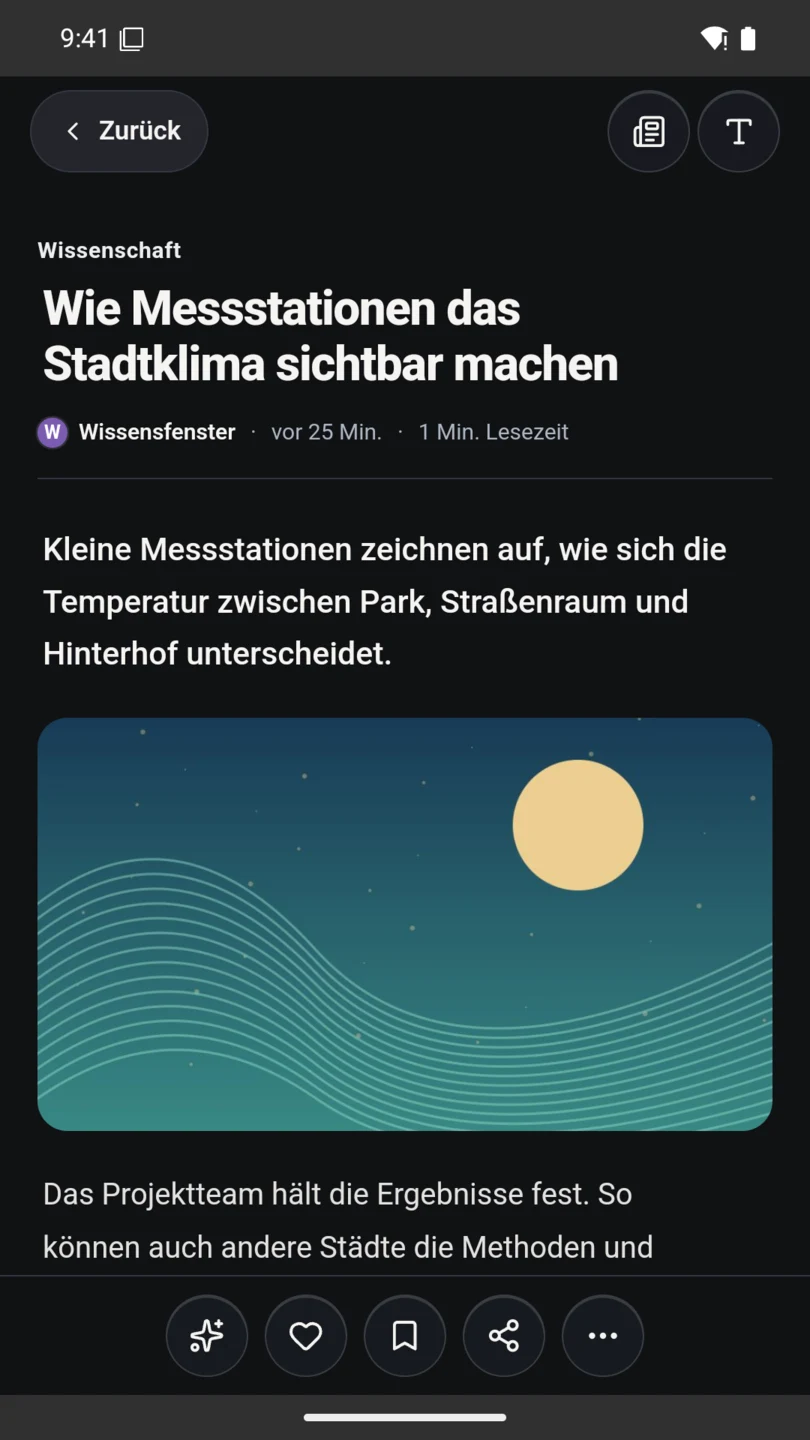 9:41
Zurück
Wissenschaft
Wie Messstationen das
Stadtklima sichtbar machen
W Wissensfenster · vor 25 Min. · 1 Min. Lesezeit
Kleine Messstationen zeichnen auf, wie sich die
Temperatur zwischen Park, Straßenraum und
Hinterhof unterscheidet.
Das Projektteam hält die Ergebnisse fest. So
können auch andere Städte die Methoden und